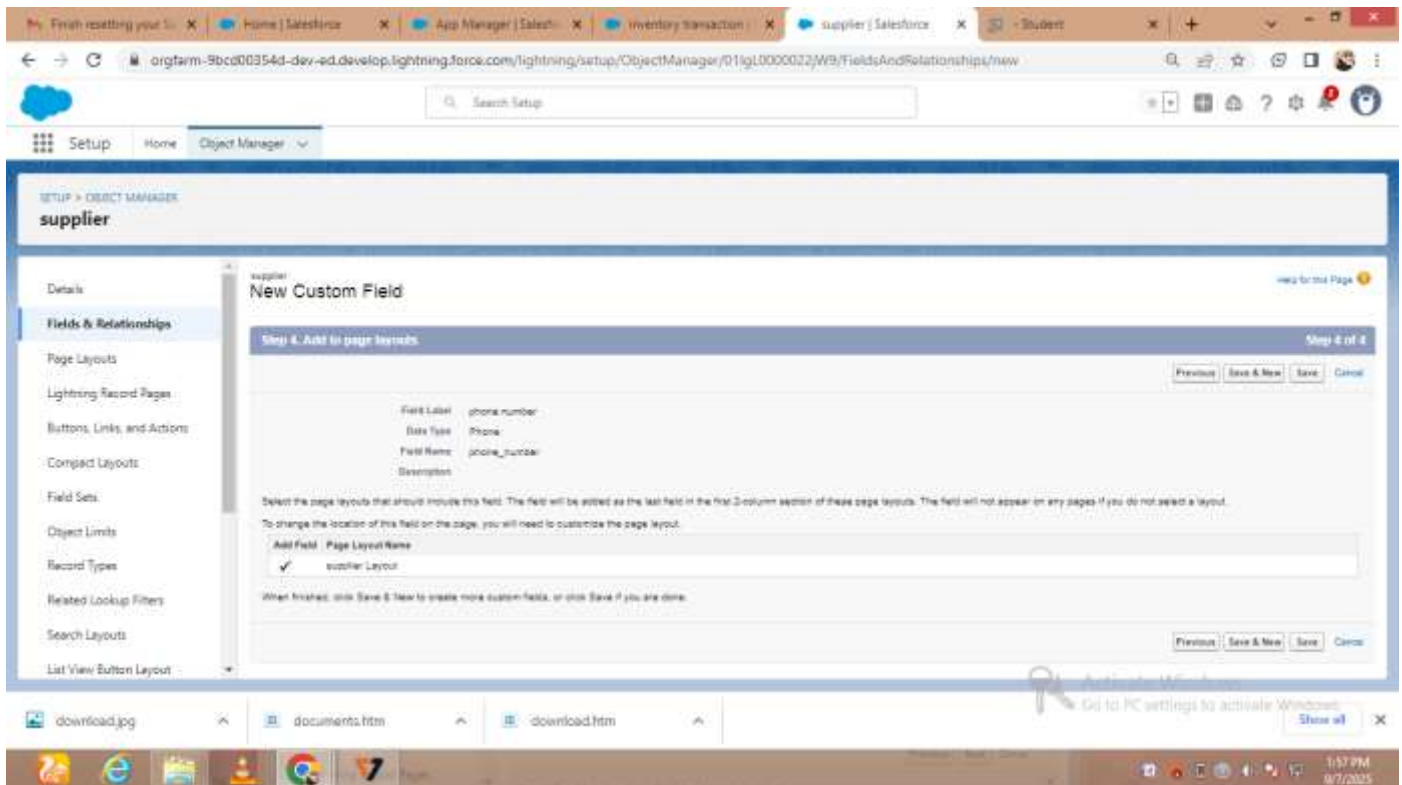 Finish resetting your
Home | Salesforce
App Manager | Salesf
inventory transaction
supplier | Salesforce
- Student
orgfarm-9bcd00354d-dev-ed.develop.lightning.force.com/lightning/setup/ObjectManager/01IgL0000022jW9/FieldsAndRelationships/new
Search Setup
Setup
Home
Object Manager
SETUP > OBJECT MANAGER
supplier
Details
Fields & Relationships
Page Layouts
Lightning Record Pages
Buttons, Links, and Actions
Compact Layouts
Field Sets
Object Limits
Record Types
Related Lookup Filters
Search Layouts
List View Button Layout
supplier
New Custom Field
Help for this Page
Step 4. Add to page layouts
Step 4 of 4
Previous Save & New Save Cancel
Field Label phone number
Data Type Phone
Field Name phone_number
Description
Select the page layouts that should include this field. The field will be added as the last field in the first 2-column section of these page layouts. The field will not appear on any pages if you do not select a layout.
To change the location of this field on the page, you will need to customize the page layout.
Add Field Page Layout Name
supplier Layout
When finished, click Save & New to create more custom fields, or click Save if you are done.
Previous Save & New Save Cancel
Activate Windows
Go to PC settings to activate Windows.
download.jpg
documents.htm
download.htm
Show all
1:57 PM
9/7/2025